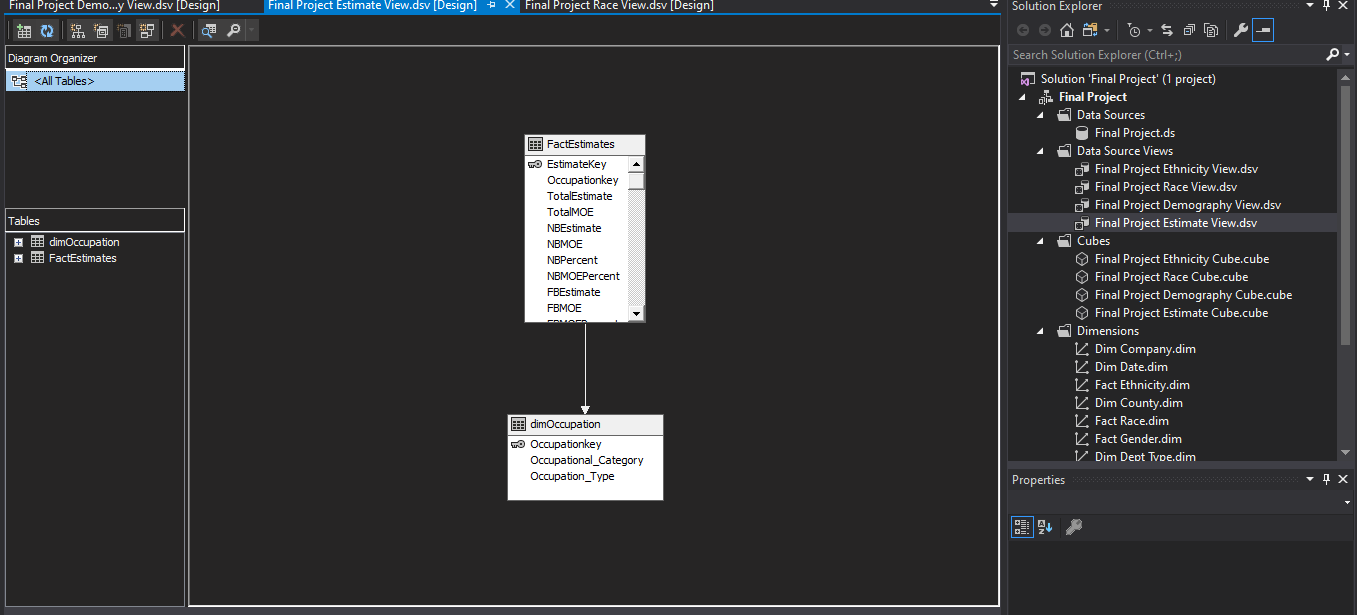 Final Project Demo...y View.dsv [Design]
Final Project Estimate View.dsv [Design]
Final Project Race View.dsv [Design]
Diagram Organizer
<All Tables>
Tables
dimOccupation
FactEstimates
FactEstimates
EstimateKey
Occupationkey
TotalEstimate
TotalMOE
NBEstimate
NBMOE
NBPercent
NBMOEPercent
FBEstimate
FBMOE
dimOccupation
Occupationkey
Occupational_Category
Occupation_Type
Solution Explorer
Search Solution Explorer (Ctrl+;)
Solution 'Final Project' (1 project)
Final Project
Data Sources
Final Project.ds
Data Source Views
Final Project Ethnicity View.dsv
Final Project Race View.dsv
Final Project Demography View.dsv
Final Project Estimate View.dsv
Cubes
Final Project Ethnicity Cube.cube
Final Project Race Cube.cube
Final Project Demography Cube.cube
Final Project Estimate Cube.cube
Dimensions
Dim Company.dim
Dim Date.dim
Fact Ethnicity.dim
Dim County.dim
Fact Race.dim
Fact Gender.dim
Dim Dept Type.dim
Properties